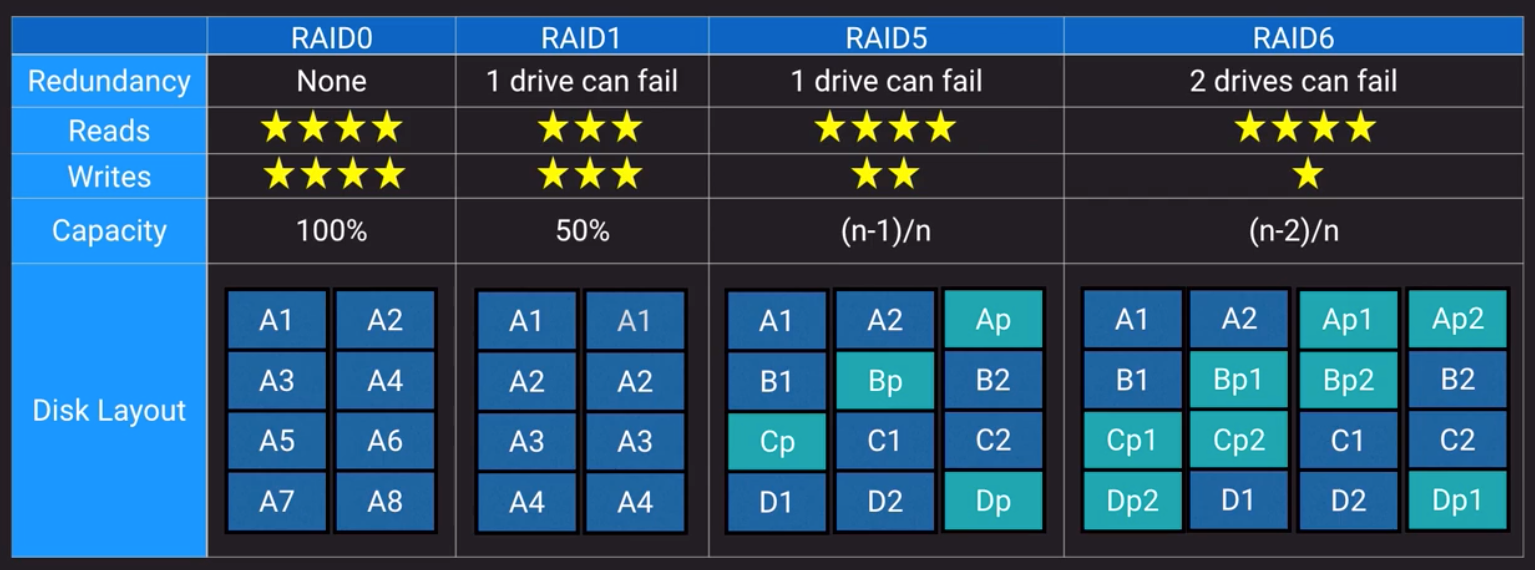 RAID0 RAID1 RAID5 RAID6
Redundancy None 1 drive can fail 1 drive can fail 2 drives can fail
Reads ★★★★ ★★★ ★★★★ ★★★★
Writes ★★★★ ★★★ ★★ ★
Capacity 100% 50% (n-1)/n (n-2)/n
Disk Layout
A1 A2 A1 A1 A1 A2 Ap A1 A2 Ap1 Ap2
A3 A4 A2 A2 B1 Bp B2 B1 Bp1 Bp2 B2
A5 A6 A3 A3 Cp C1 C2 Cp1 Cp2 C1 C2
A7 A8 A4 A4 D1 D2 Dp Dp2 D1 D2 Dp1